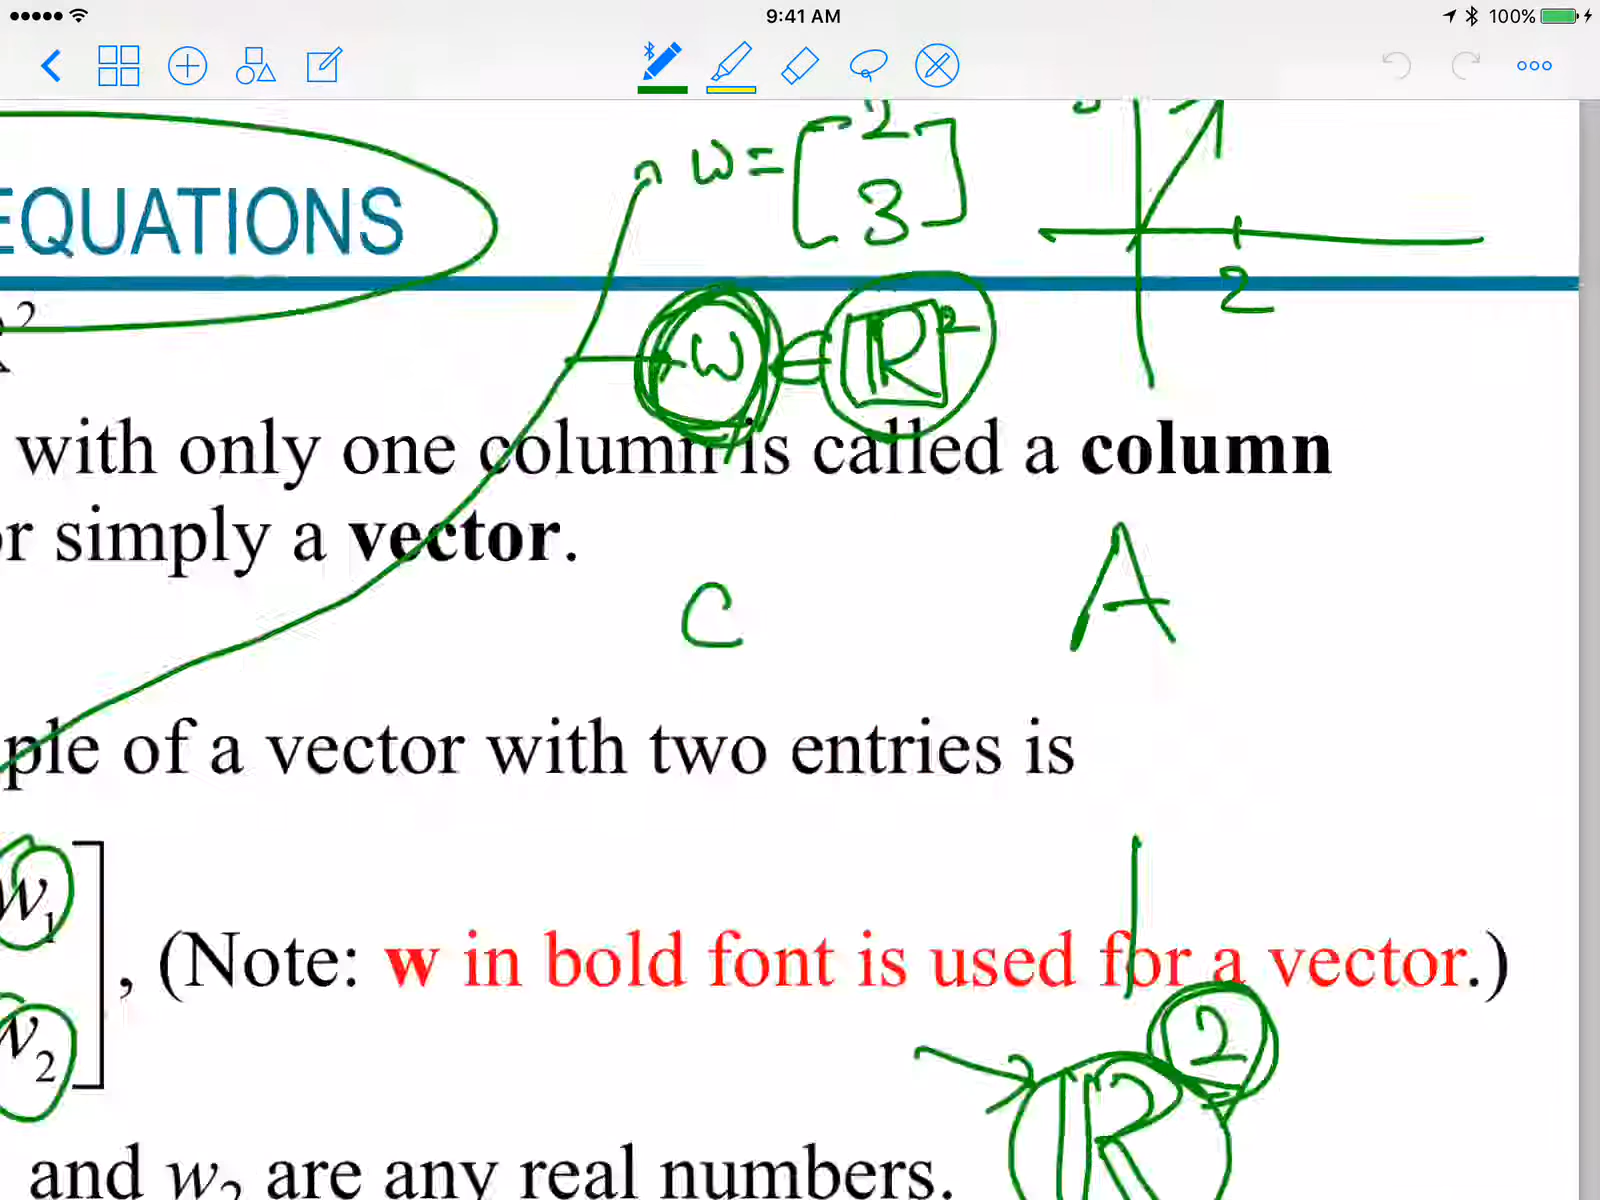 9:41 AM 100%
w = [2 3]
EQUATIONS
2
2
w ∈ ℝ²
with only one column is called a column
r simply a vector.
C A
ple of a vector with two entries is
w₁
, (Note: w in bold font is used for a vector.)
w₂
ℝ²
and w₂ are any real numbers.